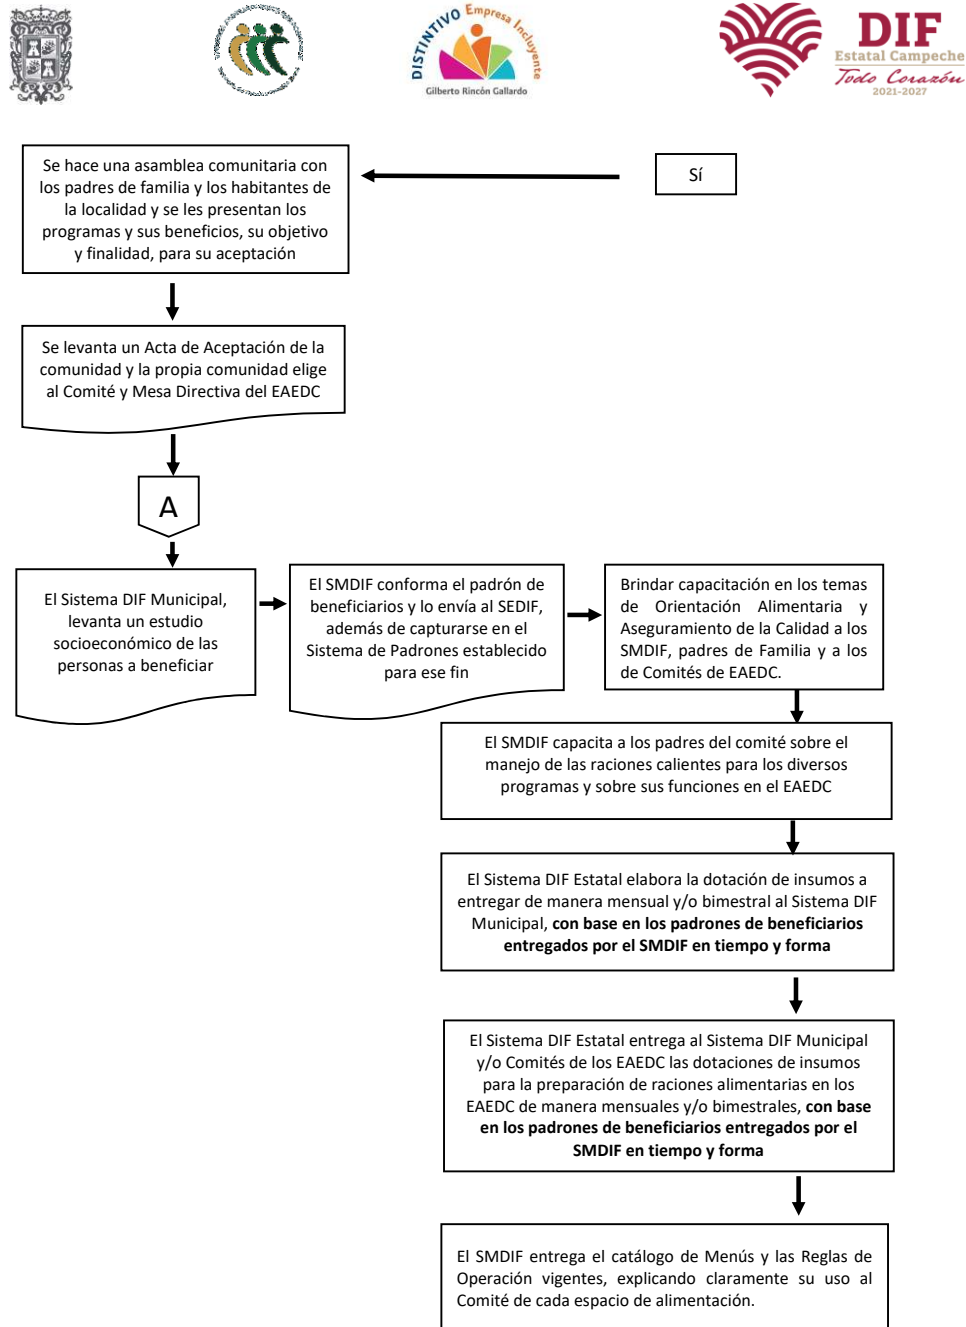 DISTINTIVO Empresa Incluyente
Gilberto Rincón Gallardo
DIF
Estatal Campeche
Todo Corazón
2021-2027
Sí
Se hace una asamblea comunitaria con
los padres de familia y los habitantes de
la localidad y se les presentan los
programas y sus beneficios, su objetivo
y finalidad, para su aceptación
Se levanta un Acta de Aceptación de la
comunidad y la propia comunidad elige
al Comité y Mesa Directiva del EAEDC
A
El Sistema DIF Municipal,
levanta un estudio
socioeconómico de las
personas a beneficiar
El SMDIF conforma el padrón de
beneficiarios y lo envía al SEDIF,
además de capturarse en el
Sistema de Padrones establecido
para ese fin
Brindar capacitación en los temas
de Orientación Alimentaria y
Aseguramiento de la Calidad a los
SMDIF, padres de Familia y a los
de Comités de EAEDC.
El SMDIF capacita a los padres del comité sobre el
manejo de las raciones calientes para los diversos
programas y sobre sus funciones en el EAEDC
El Sistema DIF Estatal elabora la dotación de insumos a
entregar de manera mensual y/o bimestral al Sistema DIF
Municipal, con base en los padrones de beneficiarios
entregados por el SMDIF en tiempo y forma
El Sistema DIF Estatal entrega al Sistema DIF Municipal
y/o Comités de los EAEDC las dotaciones de insumos
para la preparación de raciones alimentarias en los
EAEDC de manera mensuales y/o bimestrales, con base
en los padrones de beneficiarios entregados por el
SMDIF en tiempo y forma
El SMDIF entrega el catálogo de Menús y las Reglas de
Operación vigentes, explicando claramente su uso al
Comité de cada espacio de alimentación.